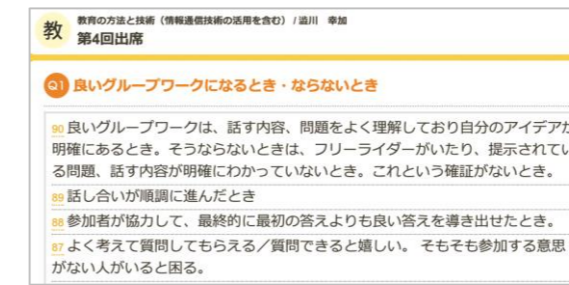 教
教育の方法と技術（情報通信技術の活用を含む）/澁川 幸加
第4回出席
Q1 良いグループワークになるとき・ならないとき
90 良いグループワークは、話す内容、問題をよく理解しており自分のアイデアが
明確にあるとき。そうならないときは、フリーライダーがいたり、提示されてい
る問題、話す内容が明確にわかっていないとき。これという確証がないとき。
89 話し合いが順調に進んだとき
88 参加者が協力して、最終的に最初の答えよりも良い答えを導き出せたとき。
87 よく考えて質問してもらえる／質問できると嬉しい。 そもそも参加する意思
がない人がいると困る。